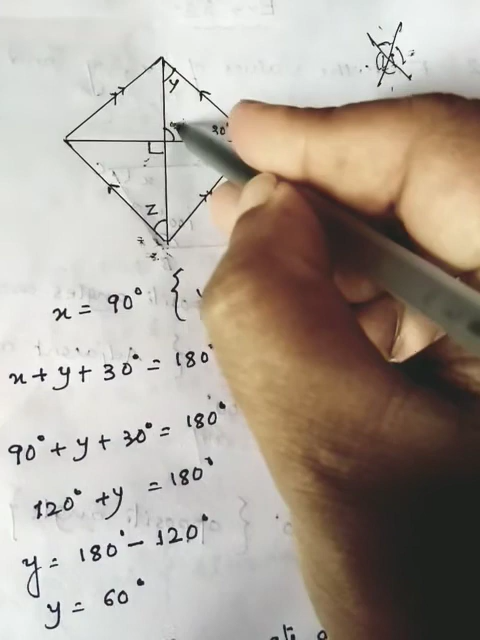 y
30°
z
x = 90° {
x + y + 30° = 180°
90° + y + 30° = 180°
120° + y = 180°
y = 180° - 120°
y = 60°